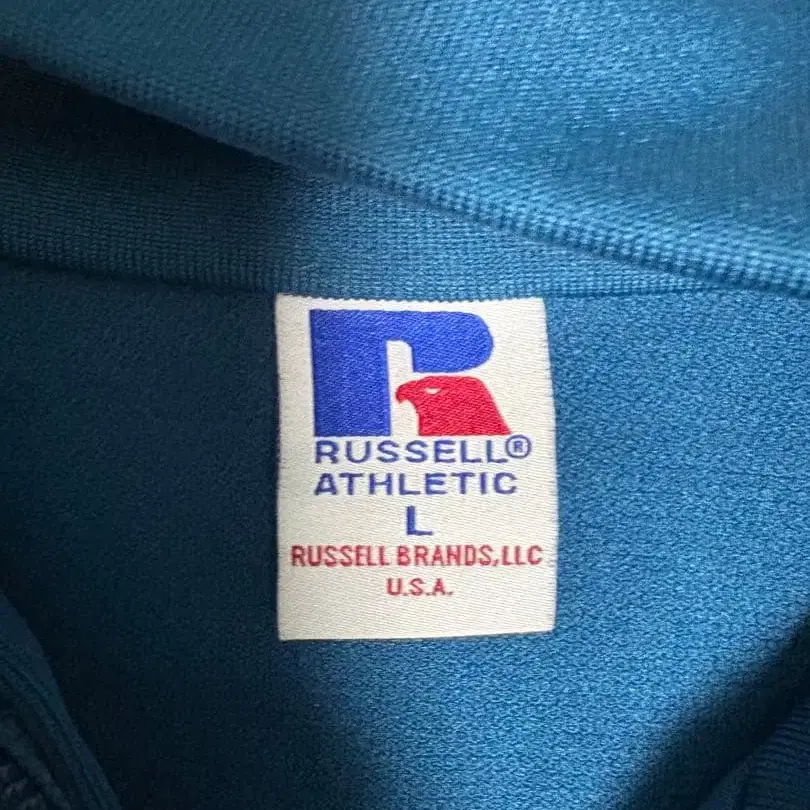 RUSSELL®
ATHLETIC
L
RUSSELL BRANDS,LLC
U.S.A.